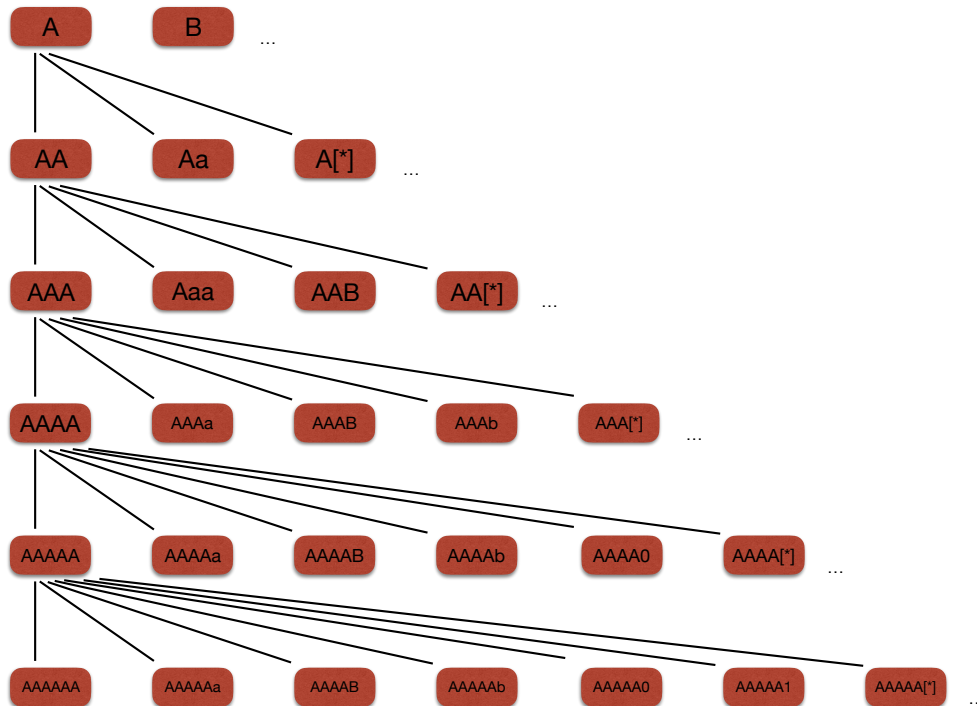 A B ...
AA Aa A[*] ...
AAA Aaa AAB AA[*] ...
AAAA AAAa AAAB AAAb AAA[*] ...
AAAAA AAAAa AAAAB AAAAb AAAA0 AAAA[*] ...
AAAAAA AAAAAa AAAAB AAAAAb AAAAA0 AAAAA1 AAAAA[*] ...